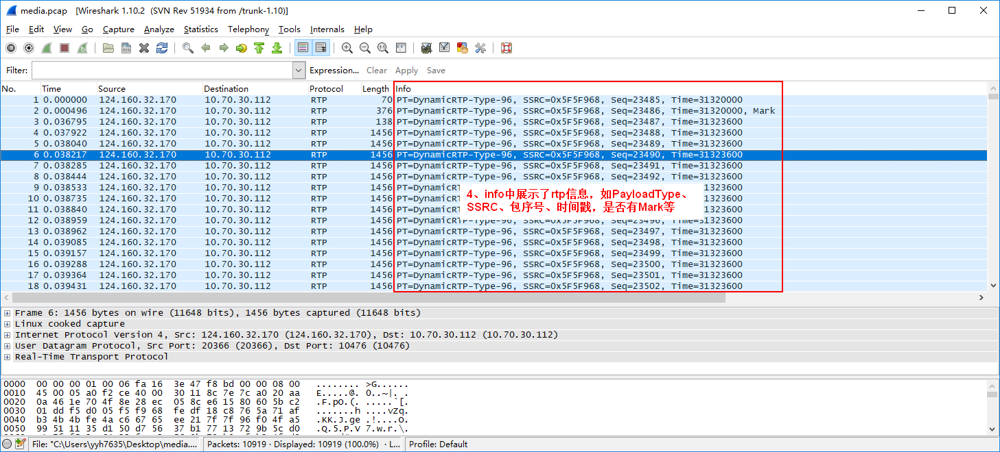 media.pcap [Wireshark 1.10.2 (SVN Rev 51934 from /trunk-1.10)]
File Edit View Go Capture Analyze Statistics Telephony Tools Internals Help
Filter: Expression... Clear Apply Save
No. Time Source Destination Protocol Length Info
1 0.000000 124.160.32.170 10.70.30.112 RTP 70 PT=DynamicRTP-Type-96, SSRC=0x5F5F968, Seq=23485, Time=31320000
2 0.000496 124.160.32.170 10.70.30.112 RTP 376 PT=DynamicRTP-Type-96, SSRC=0x5F5F968, Seq=23486, Time=31320000, Mark
3 0.036795 124.160.32.170 10.70.30.112 RTP 138 PT=DynamicRTP-Type-96, SSRC=0x5F5F968, Seq=23487, Time=31323600
4 0.037922 124.160.32.170 10.70.30.112 RTP 1456 PT=DynamicRTP-Type-96, SSRC=0x5F5F968, Seq=23488, Time=31323600
5 0.038040 124.160.32.170 10.70.30.112 RTP 1456 PT=DynamicRTP-Type-96, SSRC=0x5F5F968, Seq=23489, Time=31323600
6 0.038217 124.160.32.170 10.70.30.112 RTP 1456 PT=DynamicRTP-Type-96, SSRC=0x5F5F968, Seq=23490, Time=31323600
7 0.038285 124.160.32.170 10.70.30.112 RTP 1456 PT=DynamicRTP-Type-96, SSRC=0x5F5F968, Seq=23491, Time=31323600
8 0.038444 124.160.32.170 10.70.30.112 RTP 1456 PT=DynamicRTP-Type-96, SSRC=0x5F5F968, Seq=23492, Time=31323600
9 0.038533 124.160.32.170 10.70.30.112 RTP 1456 PT=DynamicRT 31323600
10 0.038735 124.160.32.170 10.70.30.112 RTP 1456 PT=DynamicRT 31323600
11 0.038840 124.160.32.170 10.70.30.112 RTP 1456 PT=DynamicRT 31323600
4、info中展示了rtp信息，如PayloadType、
SSRC、包序号、时间戳，是否有Mark等
12 0.038959 124.160.32.170 10.70.30.112 RTP 1456 PT=DynamicRTP-Type-96, SSRC=0x5F5F968, Seq=23496, Time=31323600
13 0.038962 124.160.32.170 10.70.30.112 RTP 1456 PT=DynamicRTP-Type-96, SSRC=0x5F5F968, Seq=23497, Time=31323600
14 0.039085 124.160.32.170 10.70.30.112 RTP 1456 PT=DynamicRTP-Type-96, SSRC=0x5F5F968, Seq=23498, Time=31323600
15 0.039157 124.160.32.170 10.70.30.112 RTP 1456 PT=DynamicRTP-Type-96, SSRC=0x5F5F968, Seq=23499, Time=31323600
16 0.039288 124.160.32.170 10.70.30.112 RTP 1456 PT=DynamicRTP-Type-96, SSRC=0x5F5F968, Seq=23500, Time=31323600
17 0.039364 124.160.32.170 10.70.30.112 RTP 1456 PT=DynamicRTP-Type-96, SSRC=0x5F5F968, Seq=23501, Time=31323600
18 0.039431 124.160.32.170 10.70.30.112 RTP 1456 PT=DynamicRTP-Type-96, SSRC=0x5F5F968, Seq=23502, Time=31323600
Frame 6: 1456 bytes on wire (11648 bits), 1456 bytes captured (11648 bits)
Linux cooked capture
Internet Protocol Version 4, Src: 124.160.32.170 (124.160.32.170), Dst: 10.70.30.112 (10.70.30.112)
User Datagram Protocol, Src Port: 20366 (20366), Dst Port: 10476 (10476)
Real-Time Transport Protocol
0000 00 00 00 01 00 06 fa 16 3e 47 f8 bd 00 00 08 00 ........ >G......
0010 45 00 05 a0 f2 ce 40 00 30 11 8c 7e 7c a0 20 aa E.....@. 0..~|. .
0020 0a 46 1e 70 4f 8e 28 ec 05 8c e6 15 80 60 5b c2 .F.pO.(. .....`[.
0030 01 dd f5 d0 05 f5 f9 68 fe df 18 c8 76 5a 71 af .......h ....vZq.
0040 b3 4b 4b fe 4a c6 67 65 ee 21 7f 7f 96 f0 4f a5 .KK.J.ge .!....O.
0050 99 51 11 35 d1 50 d7 56 37 b1 77 13 72 9b 5c d0 .Q.5.P.V 7.w.r.\.
File: "C:\Users\yyh7635\Desktop\media.... Packets: 10919 · Displayed: 10919 (100.0%) · L... Profile: Default